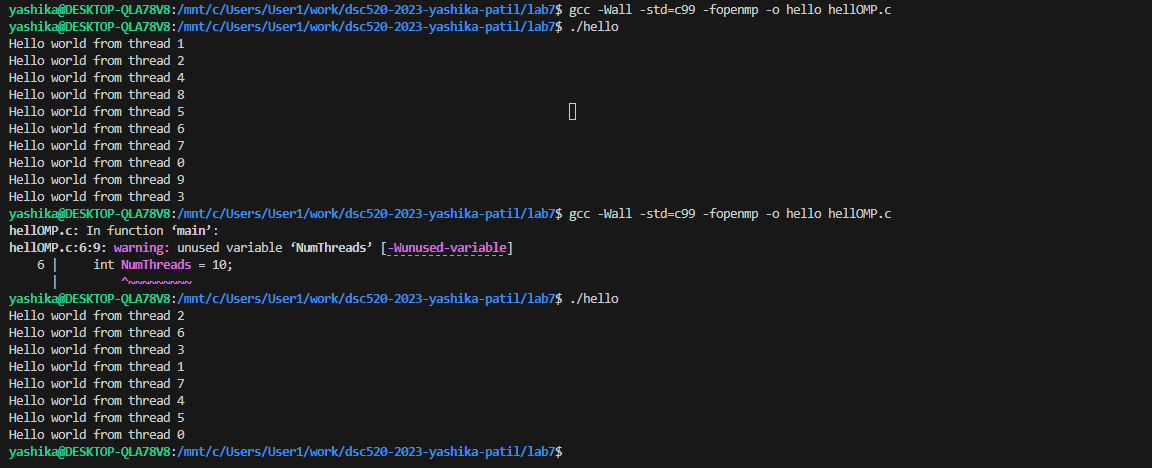 yashika@DESKTOP-QLA78V8:/mnt/c/Users/User1/work/dsc520-2023-yashika-patil/lab7$ gcc -Wall -std=c99 -fopenmp -o hello hellOMP.c
yashika@DESKTOP-QLA78V8:/mnt/c/Users/User1/work/dsc520-2023-yashika-patil/lab7$ ./hello
Hello world from thread 1
Hello world from thread 2
Hello world from thread 4
Hello world from thread 8
Hello world from thread 5
Hello world from thread 6
Hello world from thread 7
Hello world from thread 0
Hello world from thread 9
Hello world from thread 3
yashika@DESKTOP-QLA78V8:/mnt/c/Users/User1/work/dsc520-2023-yashika-patil/lab7$ gcc -Wall -std=c99 -fopenmp -o hello hellOMP.c
hellOMP.c: In function ‘main’:
hellOMP.c:6:9: warning: unused variable ‘NumThreads’ [-Wunused-variable]
    6 |     int NumThreads = 10;
      |         ^~~~~~~~~~
yashika@DESKTOP-QLA78V8:/mnt/c/Users/User1/work/dsc520-2023-yashika-patil/lab7$ ./hello
Hello world from thread 2
Hello world from thread 6
Hello world from thread 3
Hello world from thread 1
Hello world from thread 7
Hello world from thread 4
Hello world from thread 5
Hello world from thread 0
yashika@DESKTOP-QLA78V8:/mnt/c/Users/User1/work/dsc520-2023-yashika-patil/lab7$